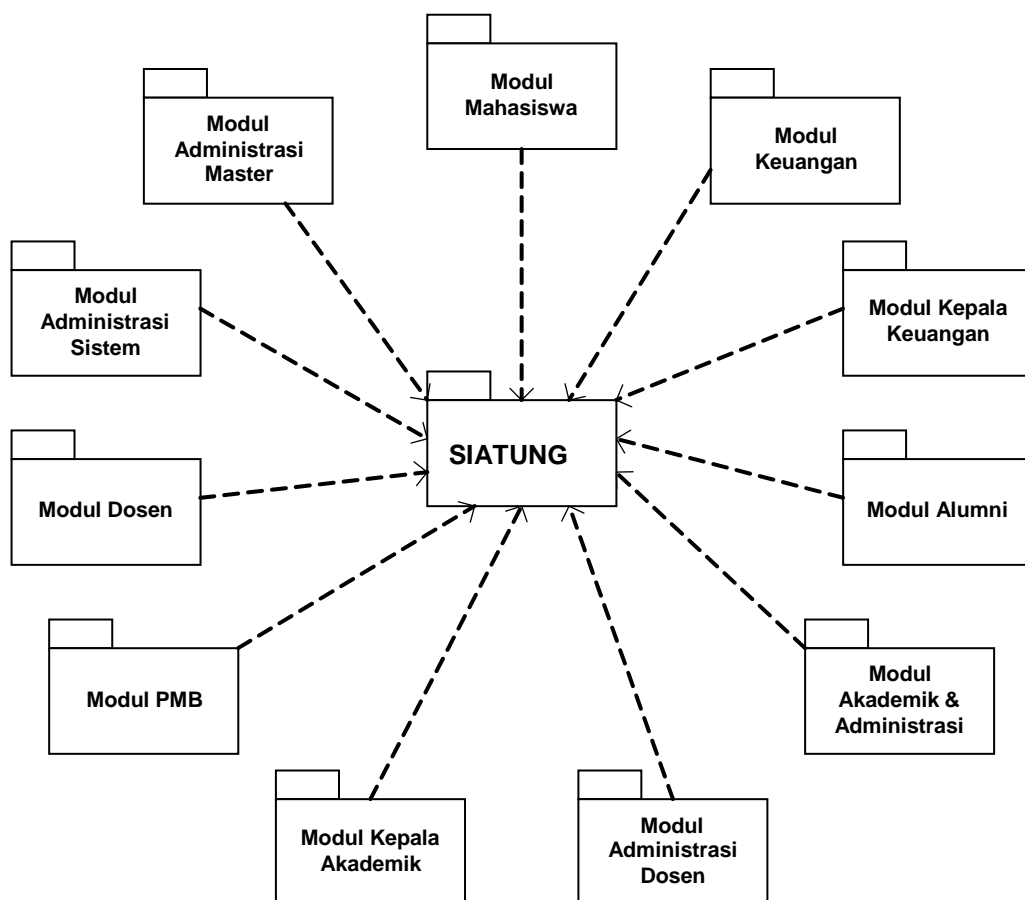 Modul
Mahasiswa
Modul
Administrasi
Master
Modul
Keuangan
Modul
Administrasi
Sistem
Modul Kepala
Keuangan
SIATUNG
Modul Dosen
Modul Alumni
Modul PMB
Modul
Akademik &
Administrasi
Modul Kepala
Akademik
Modul
Administrasi
Dosen